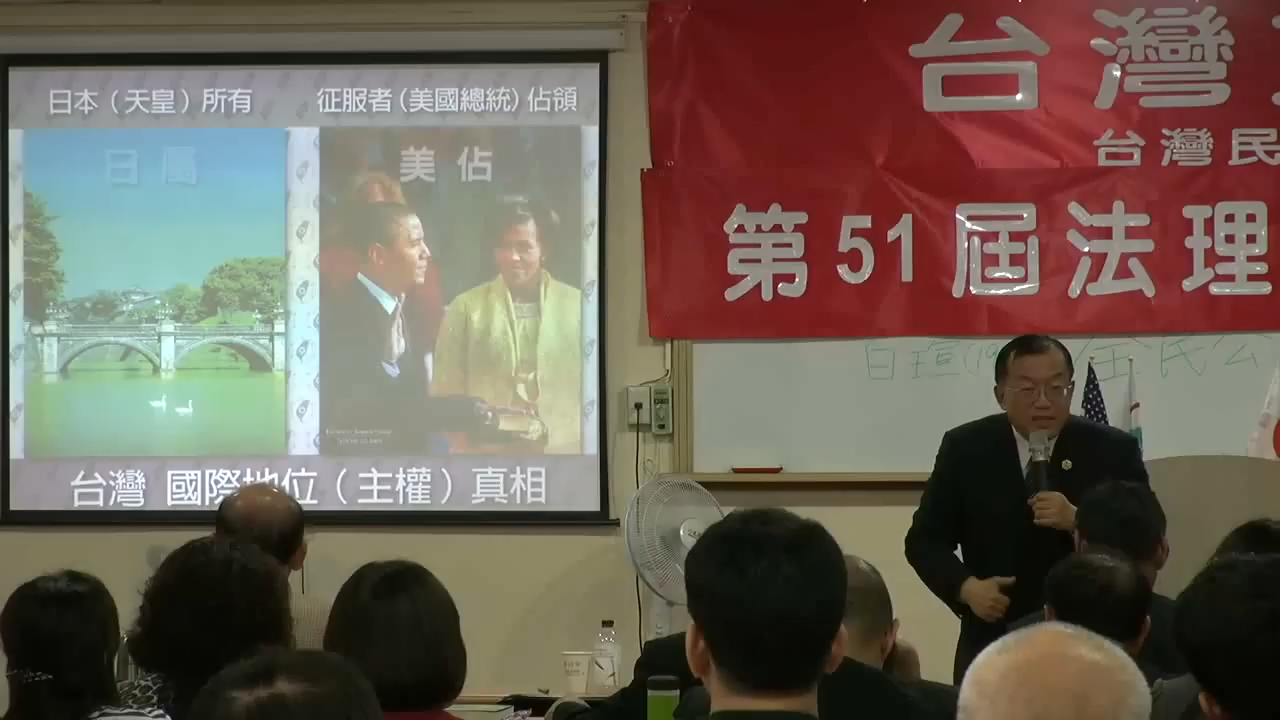 日本（天皇）所有
征服者（美國總統）佔領
日屬
美佔
台灣 國際地位（主權）真相
台灣
台灣民
第51屆法理